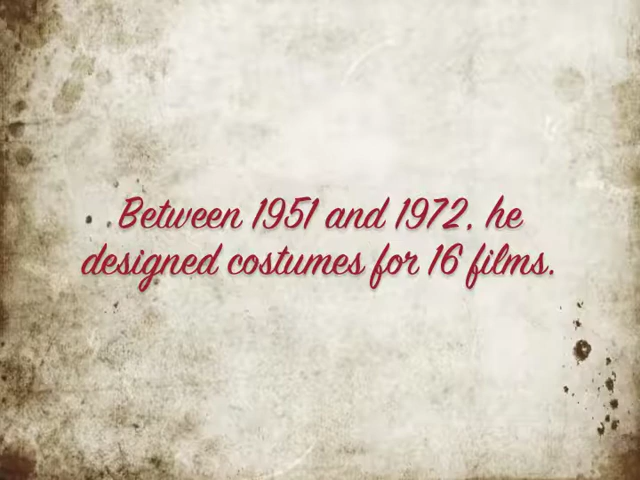 Between 1951 and 1972, he
designed costumes for 16 films.